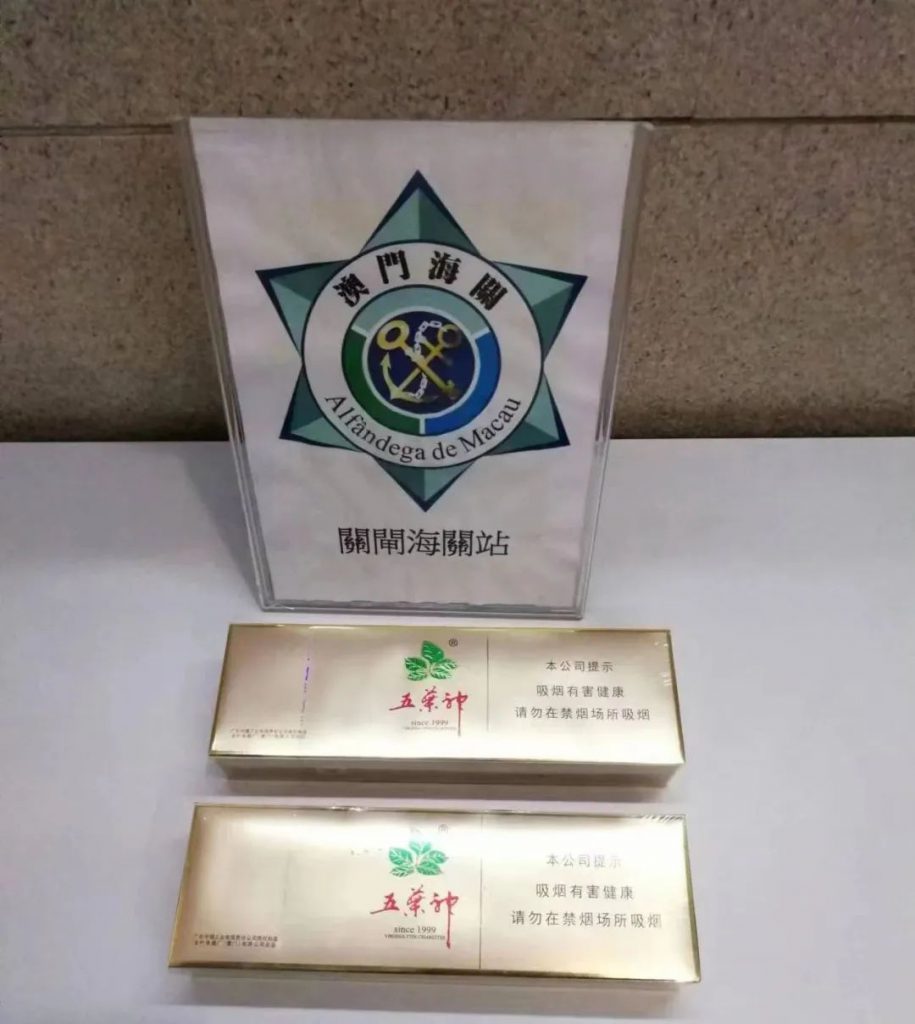 澳門海關
Alfândega de Macau
關閘海關站
®
五葉神
since 1999
本公司提示
吸烟有害健康
请勿在禁烟场所吸烟
®
五葉神
since 1999
VIRGINIA TYPE CIGARETTES
本公司提示
吸烟有害健康
请勿在禁烟场所吸烟